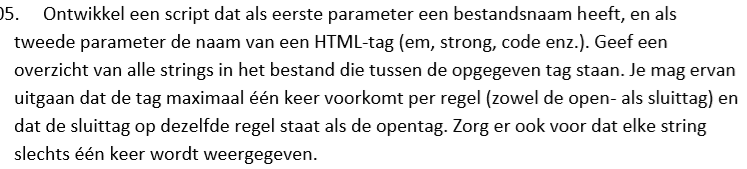 05. Ontwikkel een script dat als eerste parameter een bestandsnaam heeft, en als
tweede parameter de naam van een HTML-tag (em, strong, code enz.). Geef een
overzicht van alle strings in het bestand die tussen de opgegeven tag staan. Je mag ervan
uitgaan dat de tag maximaal één keer voorkomt per regel (zowel de open- als sluittag) en
dat de sluittag op dezelfde regel staat als de opentag. Zorg er ook voor dat elke string
slechts één keer wordt weergegeven.